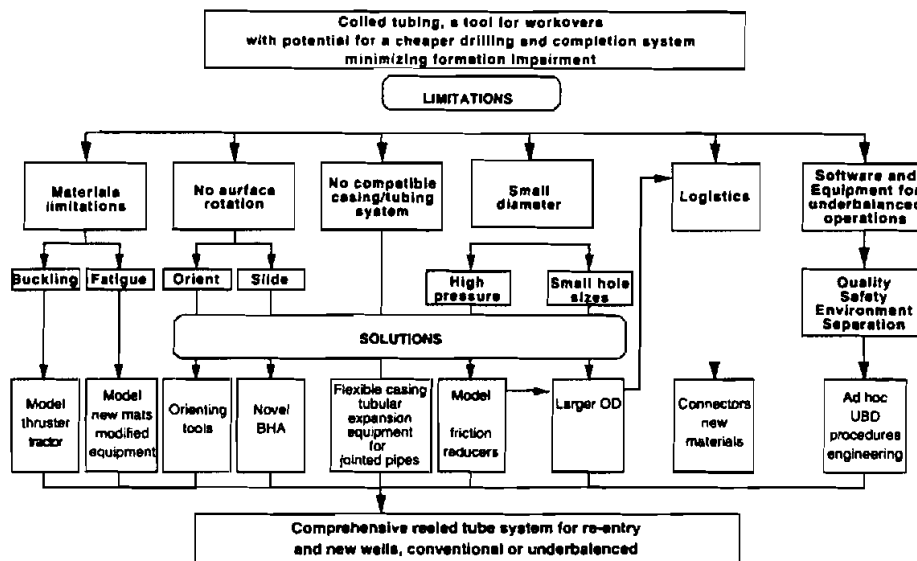 Coiled tubing, a tool for workovers
with potential for a cheaper drilling and completion system
minimizing formation impairment
LIMITATIONS
Materials
limitations
No surface
rotation
No compatible
casing/tubing
system
Small
diameter
Logistics
Software and
Equipment for
underbalanced
operations
Buckling
Fatigue
Orient
Slide
High
pressure
Small hole
sizes
Quality
Safety
Environment
Separation
SOLUTIONS
Model
thruster
tractor
Model
new mats
modified
equipment
Orienting
tools
Novel
BHA
Flexible casing
tubular
expansion
equipment
for
jointed pipes
Model
friction
reducers
Larger OD
Connectors
new
materials
Ad hoc
UBD
procedures
engineering
Comprehensive reeled tube system for re-entry
and new wells, conventional or underbalanced